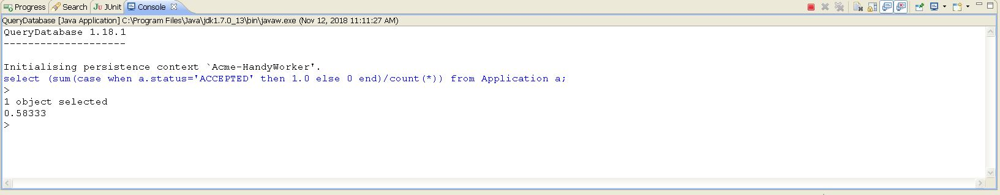 Progress Search JUnit Console
QueryDatabase [Java Application] C:\Program Files\Java\jdk1.7.0_13\bin\javaw.exe (Nov 12, 2018 11:11:27 AM)
QueryDatabase 1.18.1
--------------------
Initialising persistence context `Acme-HandyWorker'.
select (sum(case when a.status='ACCEPTED' then 1.0 else 0 end)/count(*)) from Application a;
>
1 object selected
0.58333
>